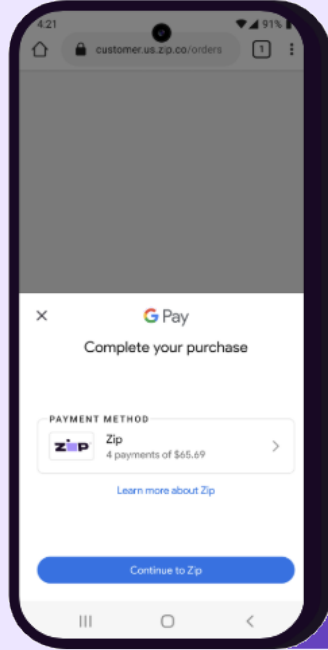 4:21 91%
customer.us.zip.co/orders 1
G Pay
Complete your purchase
PAYMENT METHOD
Zip
Zip
4 payments of $65.69
Learn more about Zip
Continue to Zip